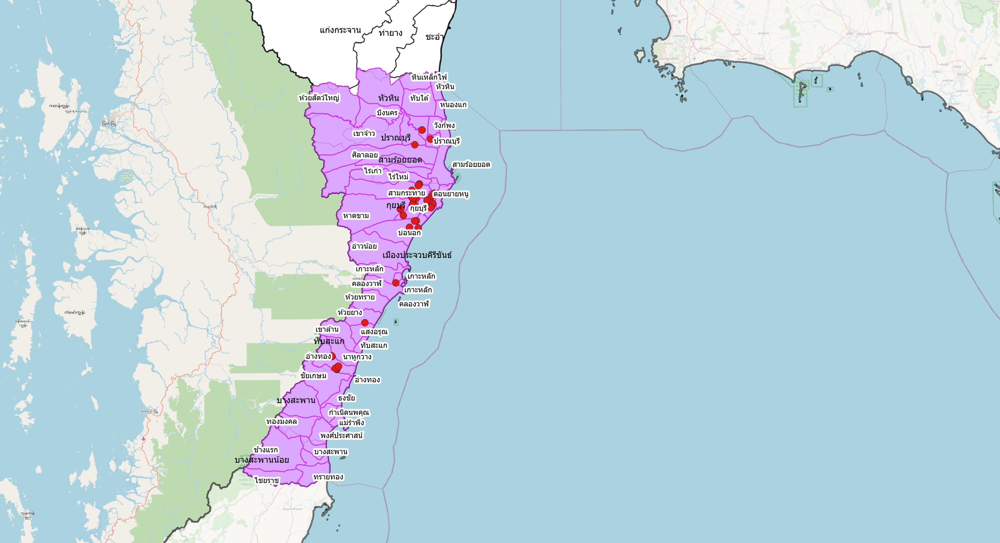 แก่งกระจาน
ท่ายาง
ชะอำ
หินเหล็กไฟ
หัวหิน
ห้วยสัตว์ใหญ่
หัวหิน
ทับใต้
หนองแก
บึงนคร
วังก์พง
เขาจ้าว
ปราณบุรี
ปราณบุรี
ศิลาลอย
สามร้อยยอด
สามร้อยยอด
ไร่เก่า
ไร่ใหม่
สามกระทาย
ดอนยายหนู
กุยบุรี
กุยบุรี
หาดขาม
บ่อนอก
อ่าวน้อย
เมืองประจวบคีรีขันธ์
เกาะหลัก
เกาะหลัก
คลองวาฬ
เกาะหลัก
ห้วยทราย
คลองวาฬ
ห้วยยาง
เขาล้าน
แสงอรุณ
ทับสะแก
ทับสะแก
อ่างทอง
นาหูกวาง
ชัยเกษม
อ่างทอง
ธงชัย
บางสะพาน
กำเนิดนพคุณ
ทองมงคล
แม่รำพึง
พงศ์ประศาสน์
ช้างแรก
บางสะพาน
บางสะพานน้อย
ทรายทอง
ไชยราช
ကတန်ကျွန်း
ကျွန်းစု Kyunsu
မြိတ်မြို့
တနင်္သာရီ
ระยอง